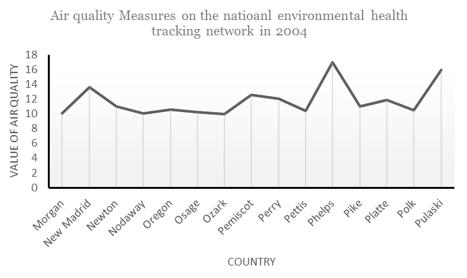 Air quality Measures on the natioanl environmental health
tracking network in 2004
VALUE OF AIR QUALITY
18
16
14
12
10
8
6
4
2
0
Morgan
New Madrid
Newton
Nodaway
Oregon
Osage
Ozark
Pemiscot
Perry
Pettis
Phelps
Pike
Platte
Polk
Pulaski
COUNTRY